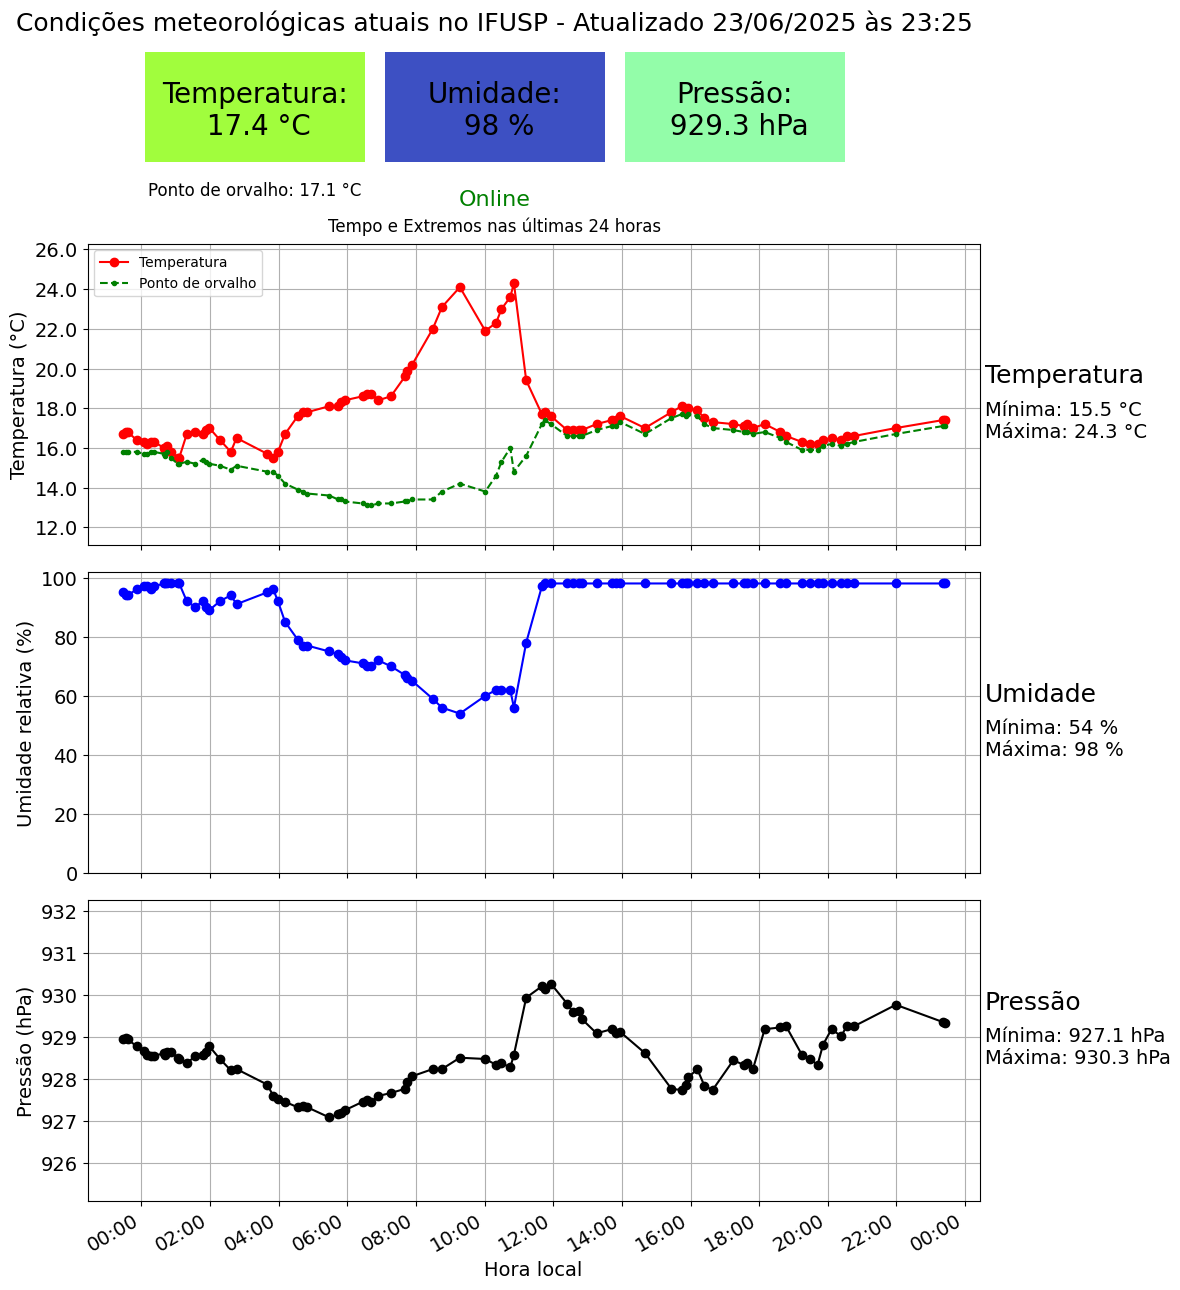 Condições meteorológicas atuais no IFUSP - Atualizado 23/06/2025 às 23:25
Temperatura:
17.4 °C
Umidade:
98 %
Pressão:
929.3 hPa
Ponto de orvalho: 17.1 °C
Online
Tempo e Extremos nas últimas 24 horas
Temperatura (°C)
26.0
24.0
22.0
20.0
18.0
16.0
14.0
12.0
Temperatura
Ponto de orvalho
Temperatura
Mínima: 15.5 °C
Máxima: 24.3 °C
Umidade relativa (%)
100
80
60
40
20
0
Umidade
Mínima: 54 %
Máxima: 98 %
Pressão (hPa)
932
931
930
929
928
927
926
Pressão
Mínima: 927.1 hPa
Máxima: 930.3 hPa
00:00
02:00
04:00
06:00
08:00
10:00
12:00
14:00
16:00
18:00
20:00
22:00
00:00
Hora local